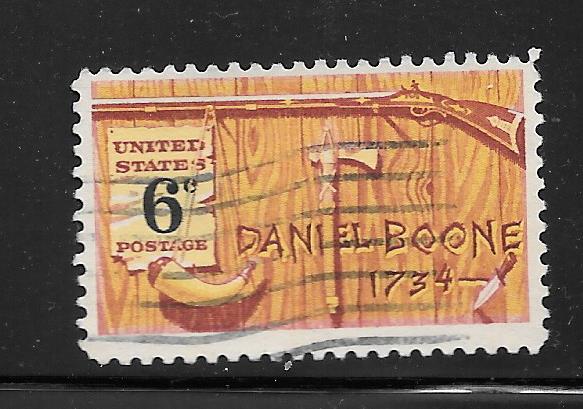 UNITED
STATES
6c
POSTAGE
DANIEL BOONE
1734